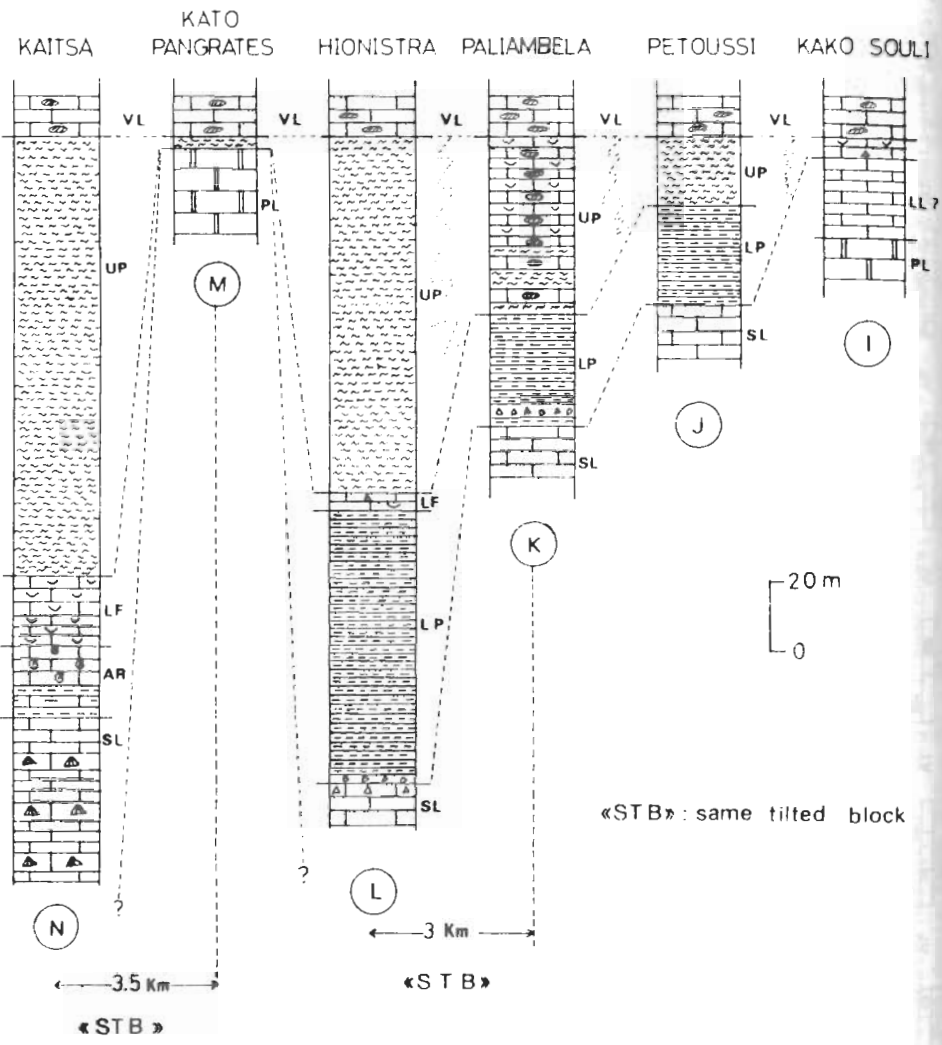 KAITSA
KATO PANGRATES
HIONISTRA
PALIAMBELA
PETOUSSI
KAKO SOULI
VL
VL
VL
VL
VL
UP
LF
AR
SL
?
N
PL
M
?
UP
LF
LP
SL
L
UP
LP
SL
K
UP
LP
SL
J
LL ?
PL
I
20 m
0
«STB» : same tilted block
3.5 Km
«STB»
3 Km
«S T B»